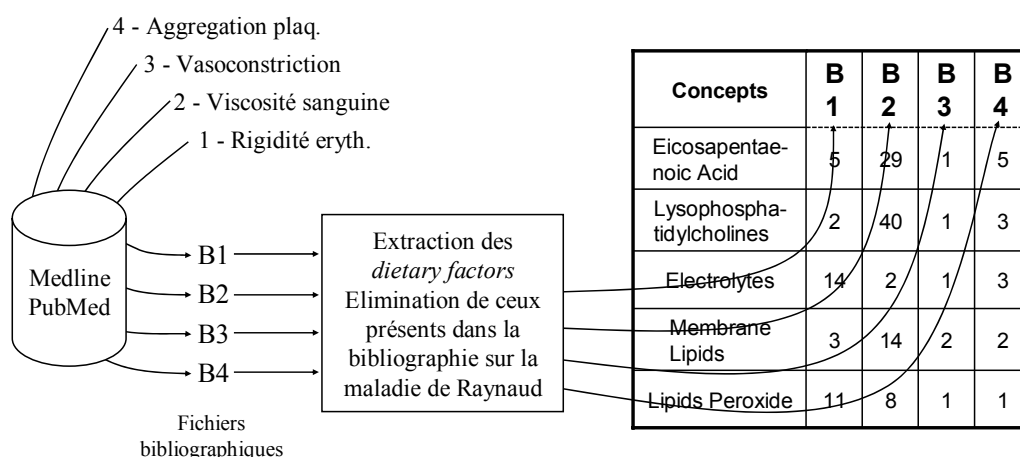 4 - Aggregation plaq.
3 - Vasoconstriction
2 - Viscosité sanguine
1 - Rigidité eryth.
Medline
PubMed
B1
B2
B3
B4
Fichiers
bibliographiques
Extraction des
dietary factors
Elimination de ceux
présents dans la
bibliographie sur la
maladie de Raynaud
Concepts B 1 B 2 B 3 B 4
Eicosapentae-
noic Acid 5 29 1 5
Lysophospha-
tidylcholines 2 40 1 3
Electrolytes 14 2 1 3
Membrane
Lipids 3 14 2 2
Lipids Peroxide 11 8 1 1